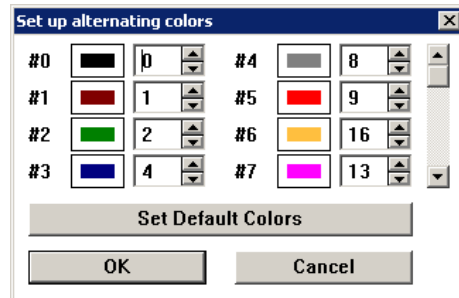 Set up alternating colors
#0 0 #4 8
#1 1 #5 9
#2 2 #6 16
#3 4 #7 13
Set Default Colors
OK Cancel